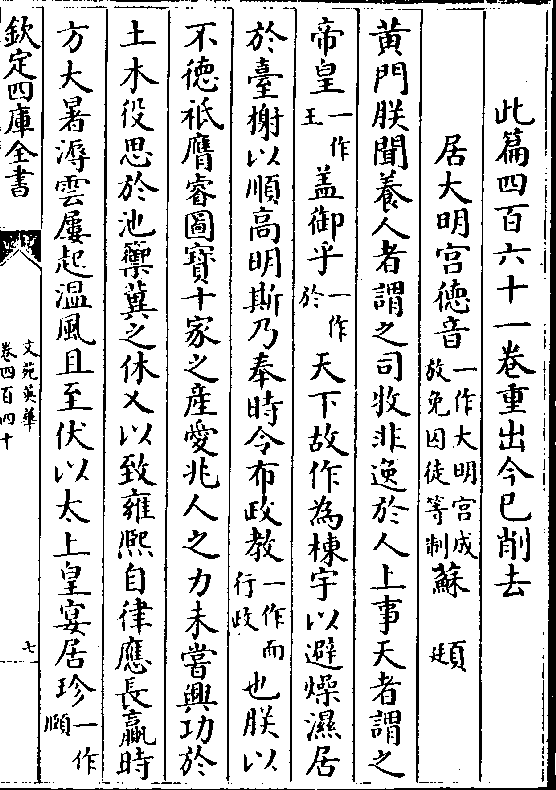 此篇四百六十一卷重出今已削去
居大明宫德音一作大明宫成放免囚徒等制蘇頲
黄門朕聞養人者謂之司牧非逸於人上事天者謂之
帝皇一作王盖御乎一作於天下故作為棟宇以避燥濕居
於臺榭以順高明斯乃奉時令布政教一作而行政也朕以
不德祗膺睿圖寶十家之產愛兆人之力未嘗興功於
土木役思於池籞冀之休乂以致雍熈自律應長贏時
方大暑溽雲屢起温風且至伏以太上皇宴居珍一作頤
欽定四庫全書
文苑英華
卷四百四十
七